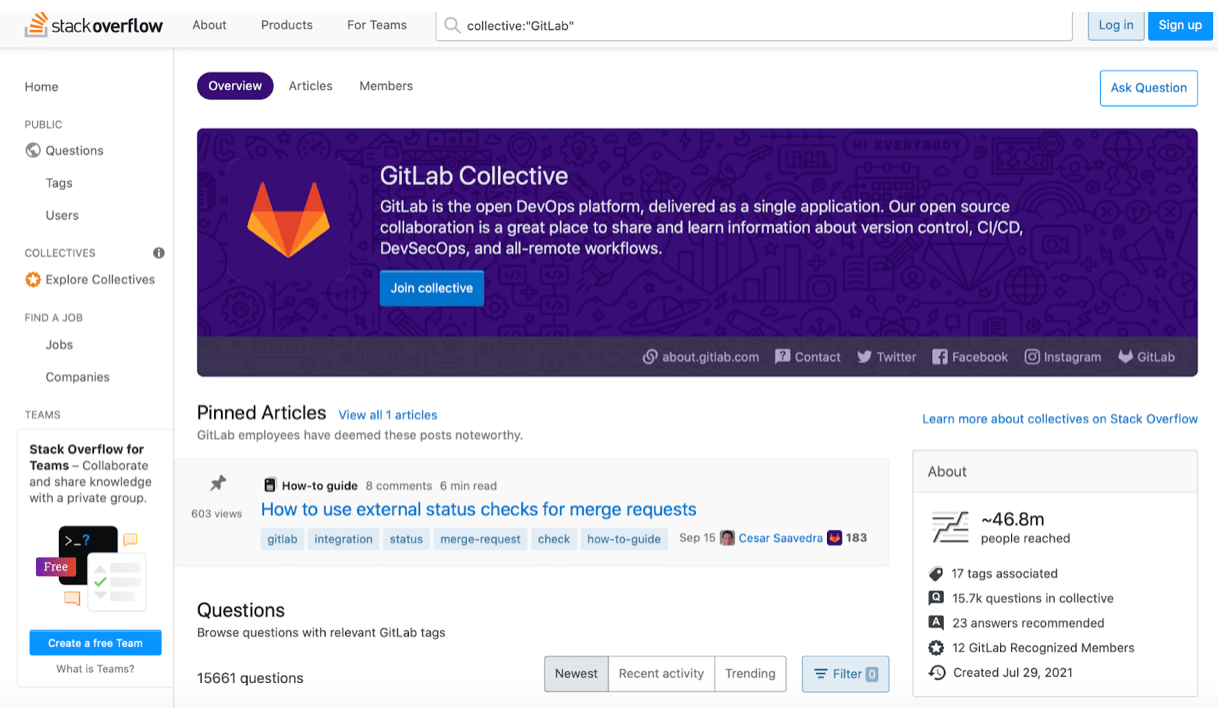 stack overflow
About
Products
For Teams
collective:"GitLab"
Log in
Sign up
Home
PUBLIC
Questions
Tags
Users
COLLECTIVES
Explore Collectives
FIND A JOB
Jobs
Companies
TEAMS
Stack Overflow for
Teams – Collaborate
and share knowledge
with a private group.
>_?
Free
Create a free Team
What is Teams?
Overview
Articles
Members
Ask Question
HI EVERYBODY
GitLab Collective
GitLab is the open DevOps platform, delivered as a single application. Our open source
collaboration is a great place to share and learn information about version control, CI/CD,
DevSecOps, and all-remote workflows.
Join collective
about.gitlab.com
Contact
Twitter
Facebook
Instagram
GitLab
Pinned Articles
View all 1 articles
GitLab employees have deemed these posts noteworthy.
Learn more about collectives on Stack Overflow
603 views
How-to guide 8 comments 6 min read
How to use external status checks for merge requests
gitlab integration status merge-request check how-to-guide
Sep 15 Cesar Saavedra 183
Questions
Browse questions with relevant GitLab tags
15661 questions
Newest
Recent activity
Trending
Filter 0
About
~46.8m
people reached
17 tags associated
15.7k questions in collective
23 answers recommended
12 GitLab Recognized Members
Created Jul 29, 2021